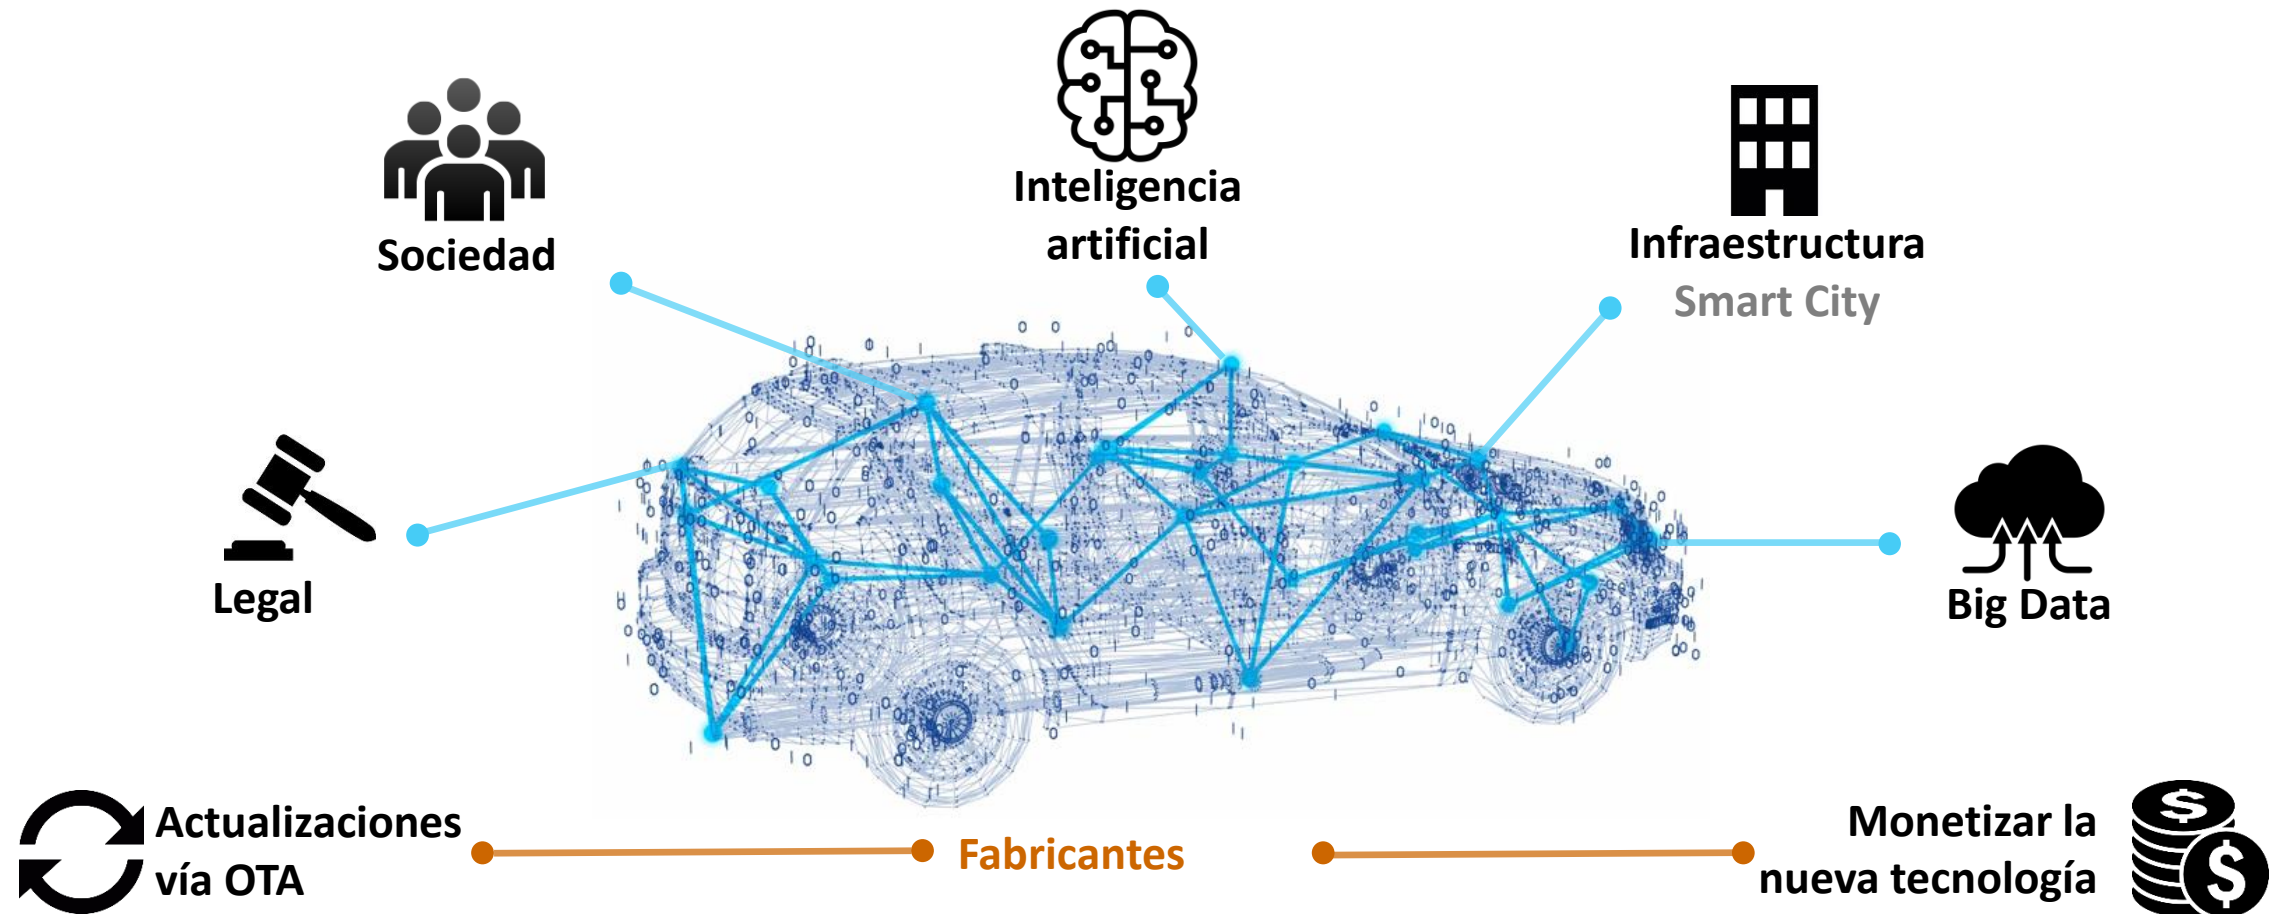 Sociedad
Inteligencia
artificial
Infraestructura
Smart City
Legal
Big Data
Actualizaciones
vía OTA
Fabricantes
Monetizar la
nueva tecnología